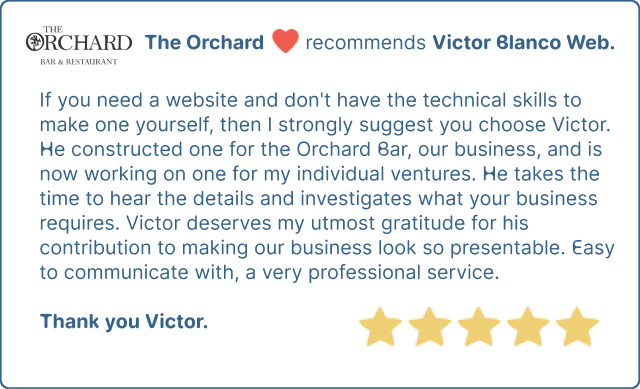 THE
ORCHARD
BAR & RESTAURANT
The Orchard recommends Victor Blanco Web.
If you need a website and don't have the technical skills to
make one yourself, then I strongly suggest you choose Victor.
He constructed one for the Orchard Bar, our business, and is
now working on one for my individual ventures. He takes the
time to hear the details and investigates what your business
requires. Victor deserves my utmost gratitude for his
contribution to making our business look so presentable. Easy
to communicate with, a very professional service.
Thank you Victor.